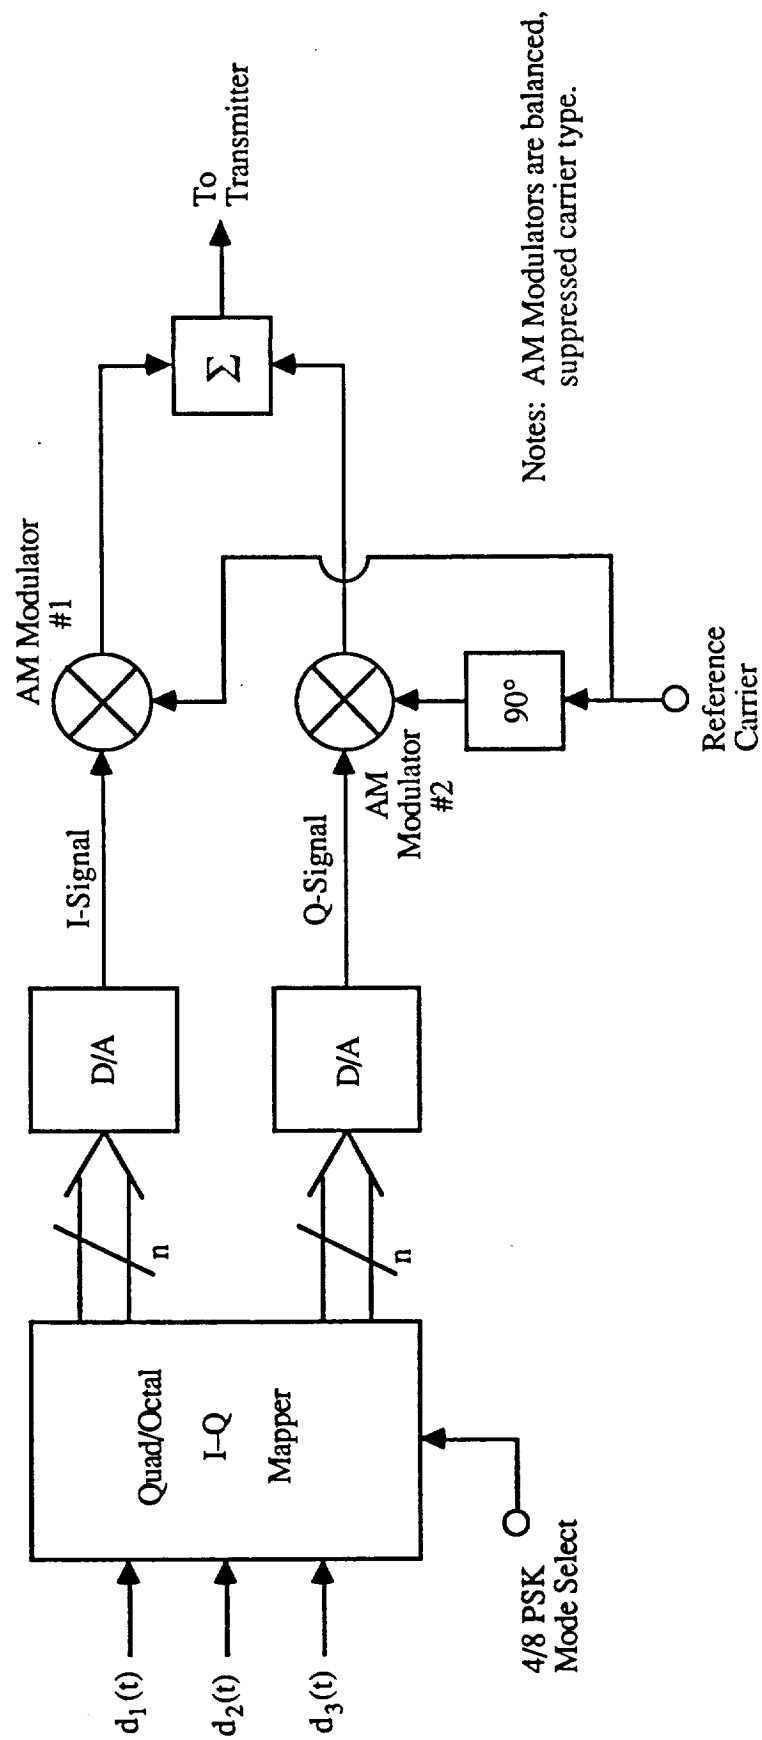 d1(t)
d2(t)
d3(t)
Quad/Octal
I–Q
Mapper
4/8 PSK
Mode Select
n
n
D/A
D/A
I-Signal
Q-Signal
AM Modulator
#1
AM
Modulator
#2
90°
Reference
Carrier
Σ
To
Transmitter
Notes: AM Modulators are balanced,
suppressed carrier type.